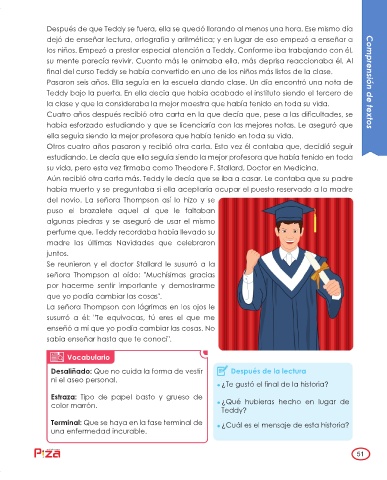 Después de que Teddy se fuera, ella se quedó llorando al menos una hora. Ese mismo día
dejó de enseñar lectura, ortografía y aritmética; y en lugar de eso empezó a enseñar a
los niños. Empezó a prestar especial atención a Teddy. Conforme iba trabajando con él,
su mente parecía revivir. Cuanto más le animaba ella, más deprisa reaccionaba él. Al
final del curso Teddy se había convertido en uno de los niños más listos de la clase.
Pasaron seis años. Ella seguía en la escuela dando clase. Un día encontró una nota de
Teddy bajo la puerta. En ella decía que había acabado el instituto siendo el tercero de
la clase y que la consideraba la mejor maestra que había tenido en toda su vida.
Cuatro años después recibió otra carta en la que decía que, pese a las dificultades, se
había esforzado estudiando y que se licenciaría con las mejores notas. Le aseguró que
ella seguía siendo la mejor profesora que había tenido en toda su vida.
Otros cuatro años pasaron y recibió otra carta. Esta vez él contaba que, decidió seguir
estudiando. Le decía que ella seguía siendo la mejor profesora que había tenido en toda
su vida, pero esta vez firmaba como Theodore F. Stallard, Doctor en Medicina.
Aún recibió otra carta más. Teddy le decía que se iba a casar. Le contaba que su padre
había muerto y se preguntaba si ella aceptaría ocupar el puesto reservado a la madre
del novio. La señora Thompson así lo hizo y se
puso el brazalete aquel al que le faltaban
algunas piedras y se aseguró de usar el mismo
perfume que, Teddy recordaba había llevado su
madre las últimas Navidades que celebraron
juntos.
Se reunieron y el doctor Stallard le susurró a la
señora Thompson al oído: "Muchísimas gracias
por hacerme sentir importante y demostrarme
que yo podía cambiar las cosas".
La señora Thompson con lágrimas en los ojos le
susurró a él: "Te equivocas, tú eres el que me
enseñó a mí que yo podía cambiar las cosas. No
sabía enseñar hasta que te conocí".
Comprensión de textos
Vocabulario
Desaliñado: Que no cuida la forma de vestir
ni el aseo personal.
Estraza: Tipo de papel basto y grueso de
color marrón.
Terminal: Que se haya en la fase terminal de
una enfermedad incurable.
Después de la lectura
¿Te gustó el final de la historia?
¿Qué hubieras hecho en lugar de
Teddy?
¿Cuál es el mensaje de esta historia?
Piza
51